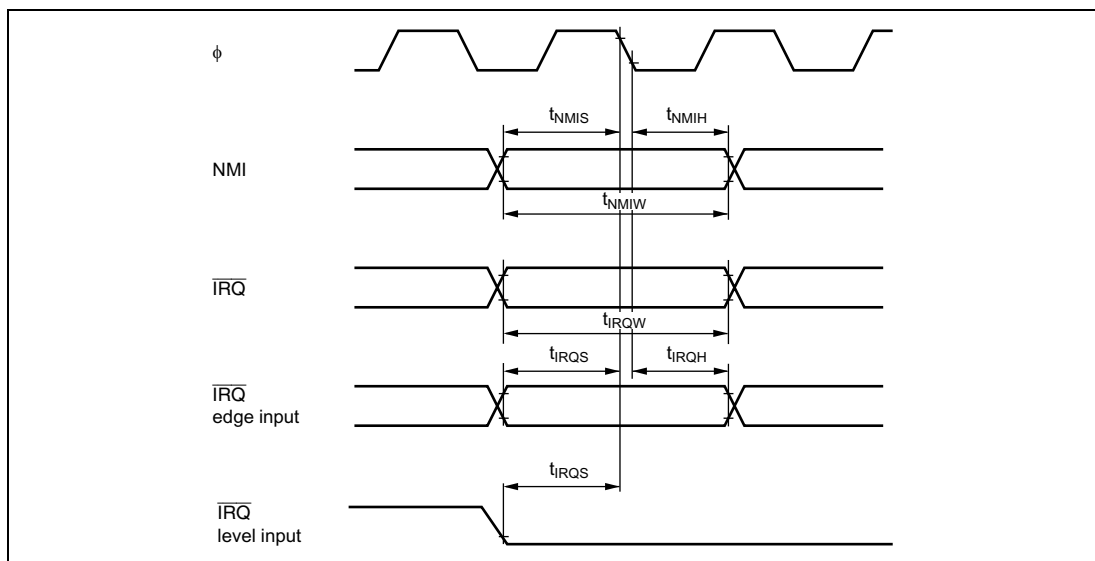 ϕ
tNMIS tNMIH
NMI
tNMIW
IRQ
tIRQW
tIRQS tIRQH
IRQ
edge input
tIRQS
IRQ
level input